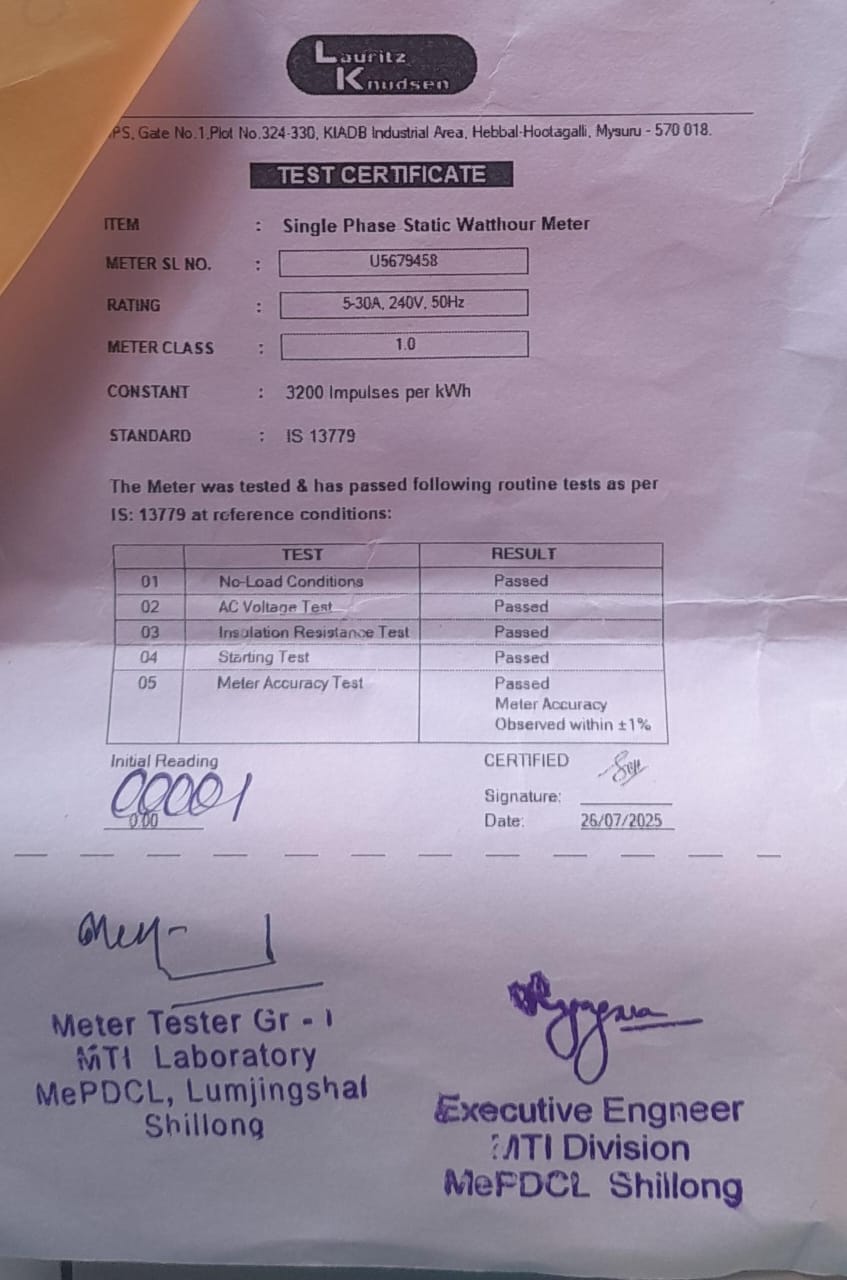 Lauritz
Knudsen
PS, Gate No.1,Plot No.324-330, KIADB Industrial Area, Hebbal-Hootagalli, Mysuru - 570 018.
TEST CERTIFICATE
ITEM : Single Phase Static Watthour Meter
METER SL NO. : U5679458
RATING : 5-30A, 240V, 50Hz
METER CLASS : 1.0
CONSTANT : 3200 Impulses per kWh
STANDARD : IS 13779
The Meter was tested & has passed following routine tests as per
IS: 13779 at reference conditions:
TEST RESULT
01 No-Load Conditions Passed
02 AC Voltage Test Passed
03 Insulation Resistance Test Passed
04 Starting Test Passed
05 Meter Accuracy Test Passed
Meter Accuracy
Observed within ±1%
Initial Reading CERTIFIED
00001
0.00
Signature:
Date: 26/07/2025
Meter Tester Gr - I
MTI Laboratory
MePDCL, Lumjingshai
Shillong
Executive Engneer
MTI Division
MePDCL Shillong